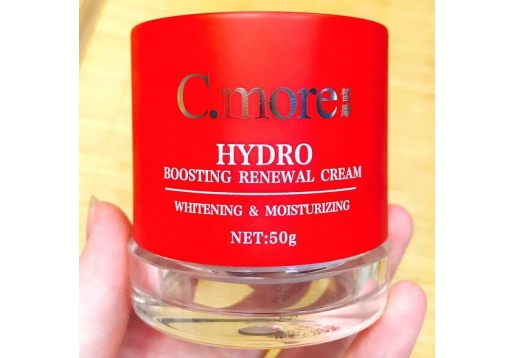 C.more
HYDRO
BOOSTING RENEWAL CREAM
WHITENING & MOISTURIZING
NET:50g